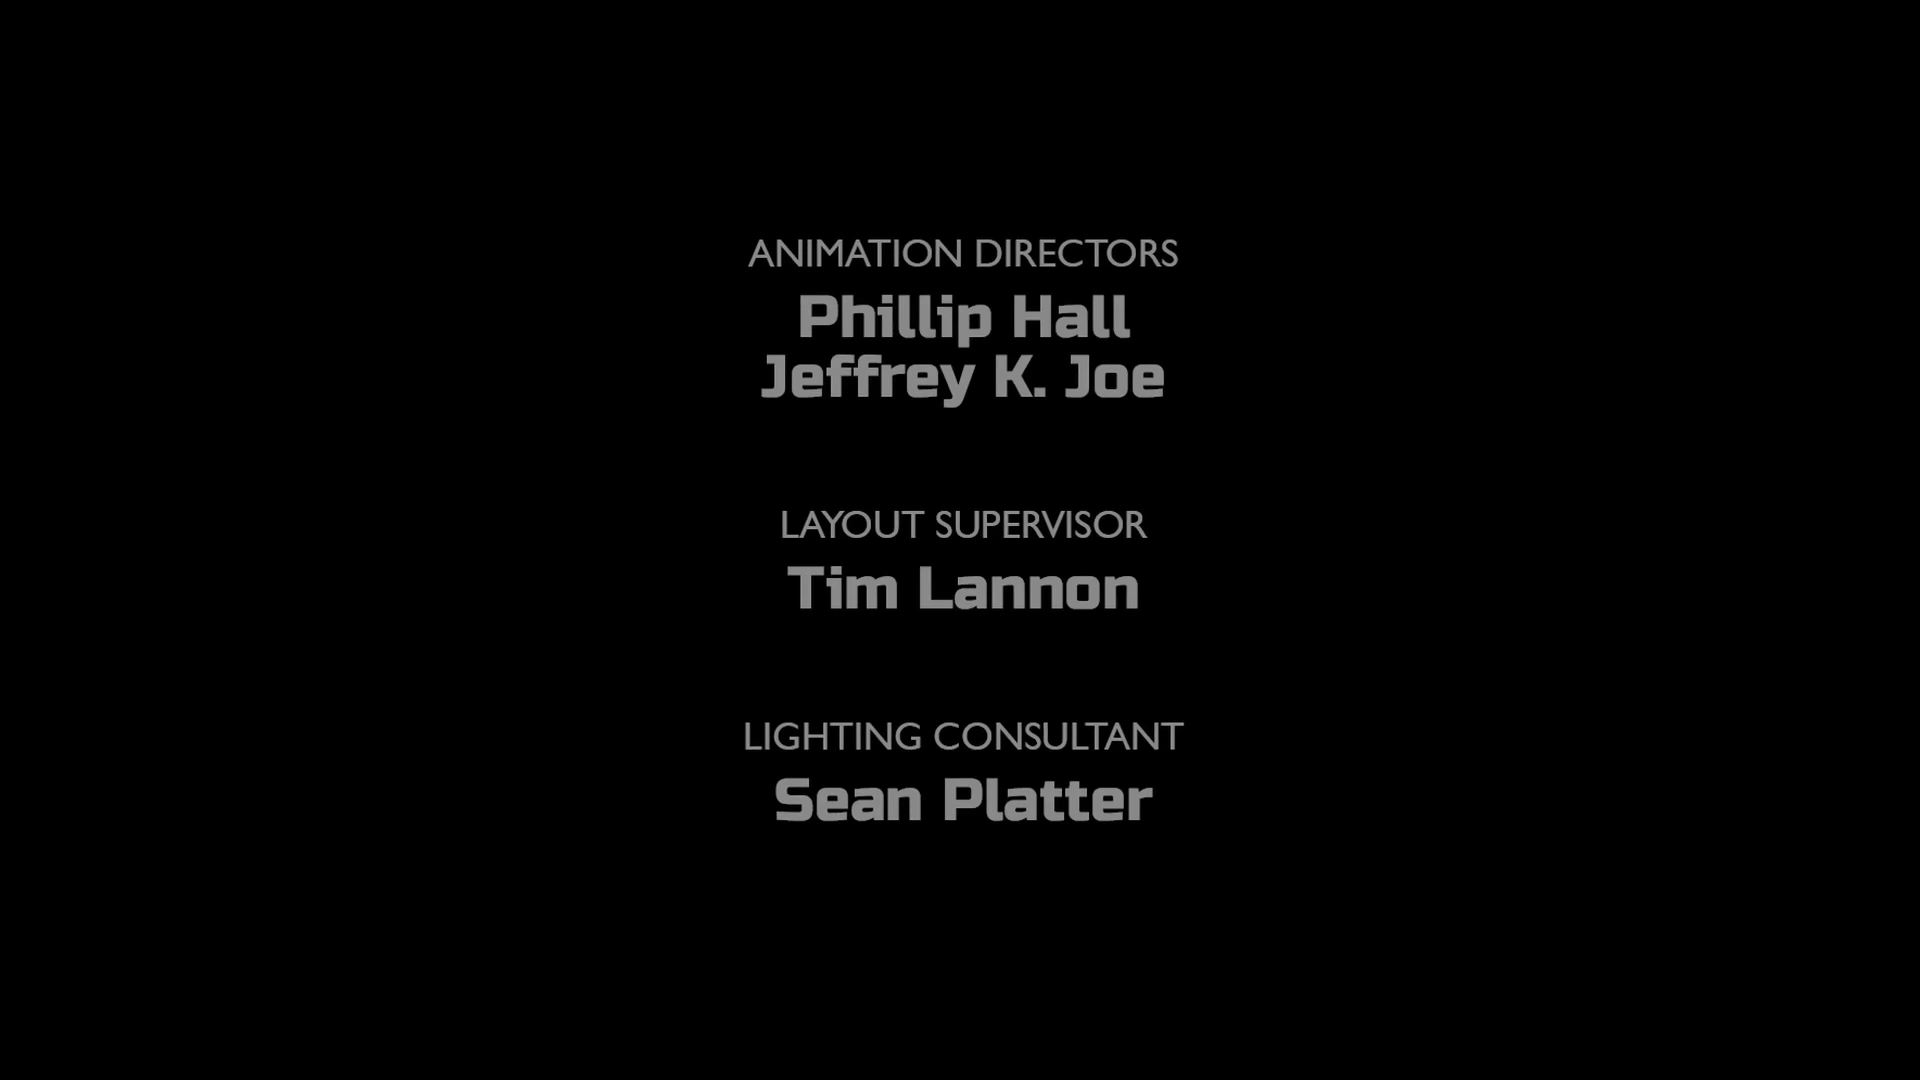 ANIMATION DIRECTORS
Phillip Hall
Jeffrey K. Joe
LAYOUT SUPERVISOR
Tim Lannon
LIGHTING CONSULTANT
Sean Platter